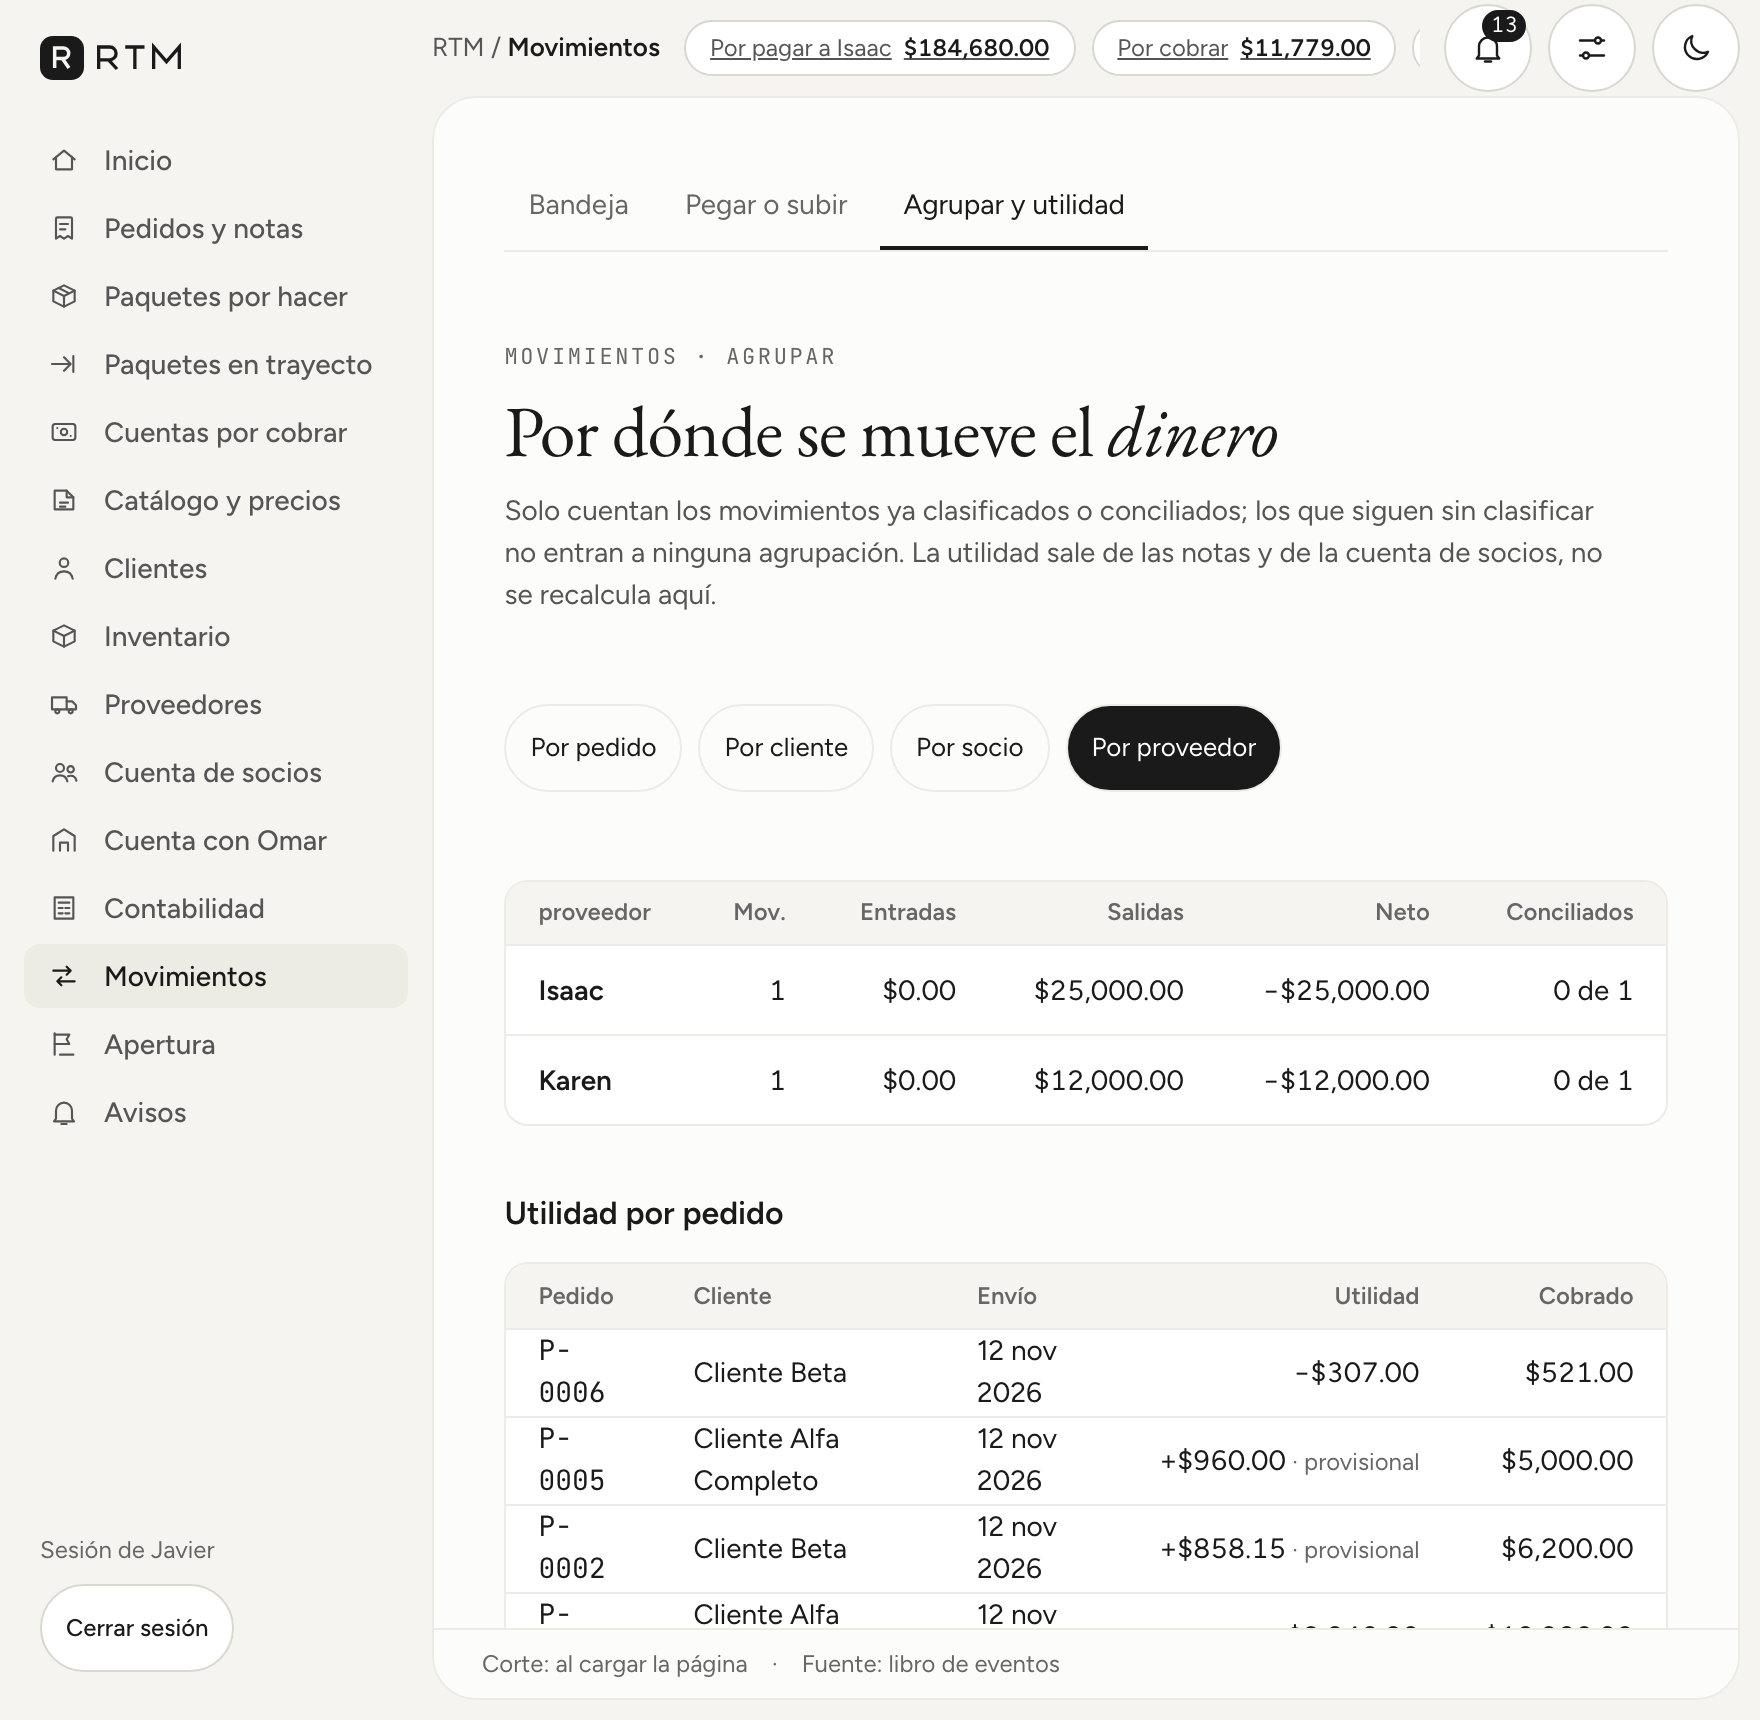 R RTM
Inicio
Pedidos y notas
Paquetes por hacer
Paquetes en trayecto
Cuentas por cobrar
Catálogo y precios
Clientes
Inventario
Proveedores
Cuenta de socios
Cuenta con Omar
Contabilidad
Movimientos
Apertura
Avisos
Sesión de Javier
Cerrar sesión
RTM / Movimientos
Por pagar a Isaac $184,680.00
Por cobrar $11,779.00
13
Bandeja Pegar o subir Agrupar y utilidad
MOVIMIENTOS · AGRUPAR
Por dónde se mueve el dinero
Solo cuentan los movimientos ya clasificados o conciliados; los que siguen sin clasificar
no entran a ninguna agrupación. La utilidad sale de las notas y de la cuenta de socios, no
se recalcula aquí.
Por pedido Por cliente Por socio Por proveedor
proveedor Mov. Entradas Salidas Neto Conciliados
Isaac 1 $0.00 $25,000.00 −$25,000.00 0 de 1
Karen 1 $0.00 $12,000.00 −$12,000.00 0 de 1
Utilidad por pedido
Pedido Cliente Envío Utilidad Cobrado
P-
0006
Cliente Beta
12 nov
2026
−$307.00
$521.00
P-
0005
Cliente Alfa
Completo
12 nov
2026
+$960.00 · provisional
$5,000.00
P-
0002
Cliente Beta
12 nov
2026
+$858.15 · provisional
$6,200.00
P-
Cliente Alfa
12 nov
Corte: al cargar la página · Fuente: libro de eventos